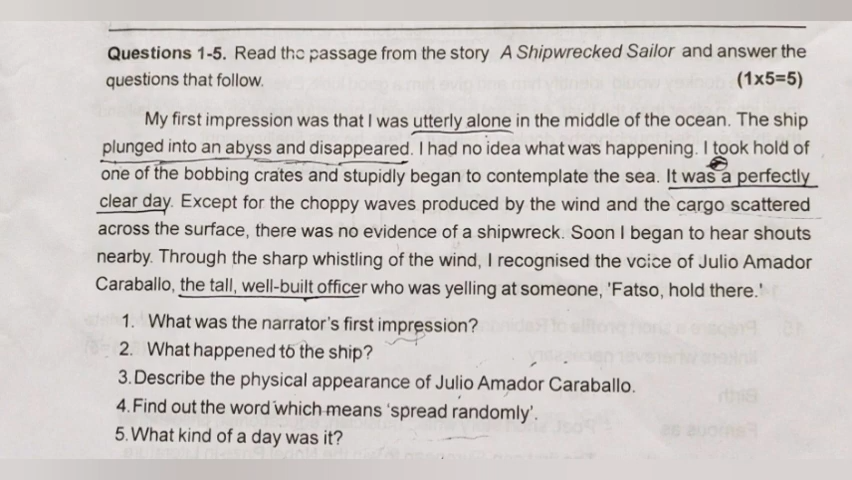 Questions 1-5. Read the passage from the story A Shipwrecked Sailor and answer the
questions that follow. (1x5=5)
My first impression was that I was utterly alone in the middle of the ocean. The ship
plunged into an abyss and disappeared. I had no idea what was happening. I took hold of
one of the bobbing crates and stupidly began to contemplate the sea. It was a perfectly
clear day. Except for the choppy waves produced by the wind and the cargo scattered
across the surface, there was no evidence of a shipwreck. Soon I began to hear shouts
nearby. Through the sharp whistling of the wind, I recognised the voice of Julio Amador
Caraballo, the tall, well-built officer who was yelling at someone, 'Fatso, hold there.'
1. What was the narrator's first impression?
2. What happened to the ship?
3. Describe the physical appearance of Julio Amador Caraballo.
4. Find out the word which means 'spread randomly'.
5. What kind of a day was it?